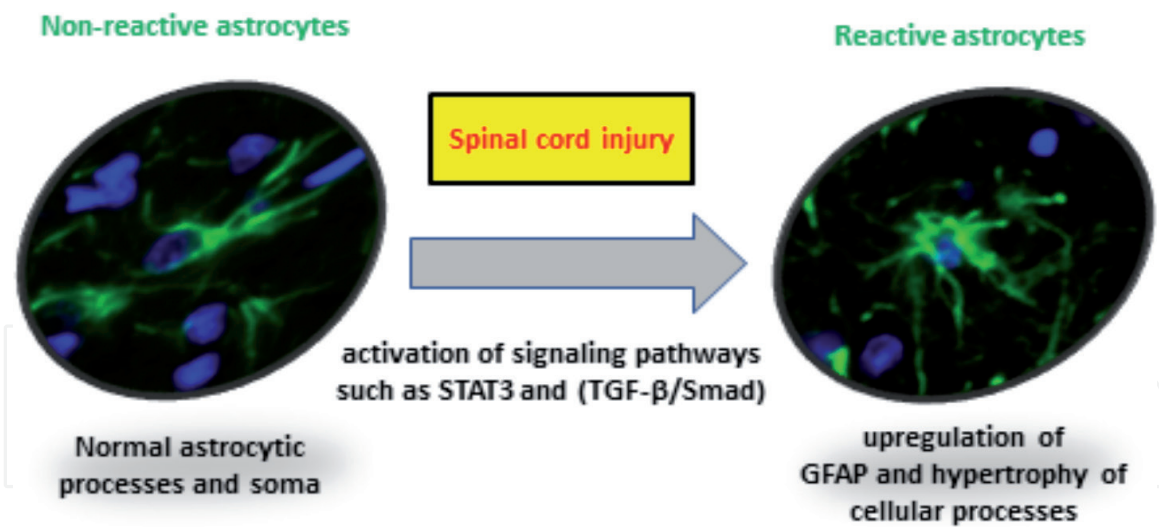 Non-reactive astrocytes
Reactive astrocytes
Spinal cord injury
activation of signaling pathways
such as STAT3 and (TGF-β/Smad)
Normal astrocytic
processes and soma
upregulation of
GFAP and hypertrophy of
cellular processes